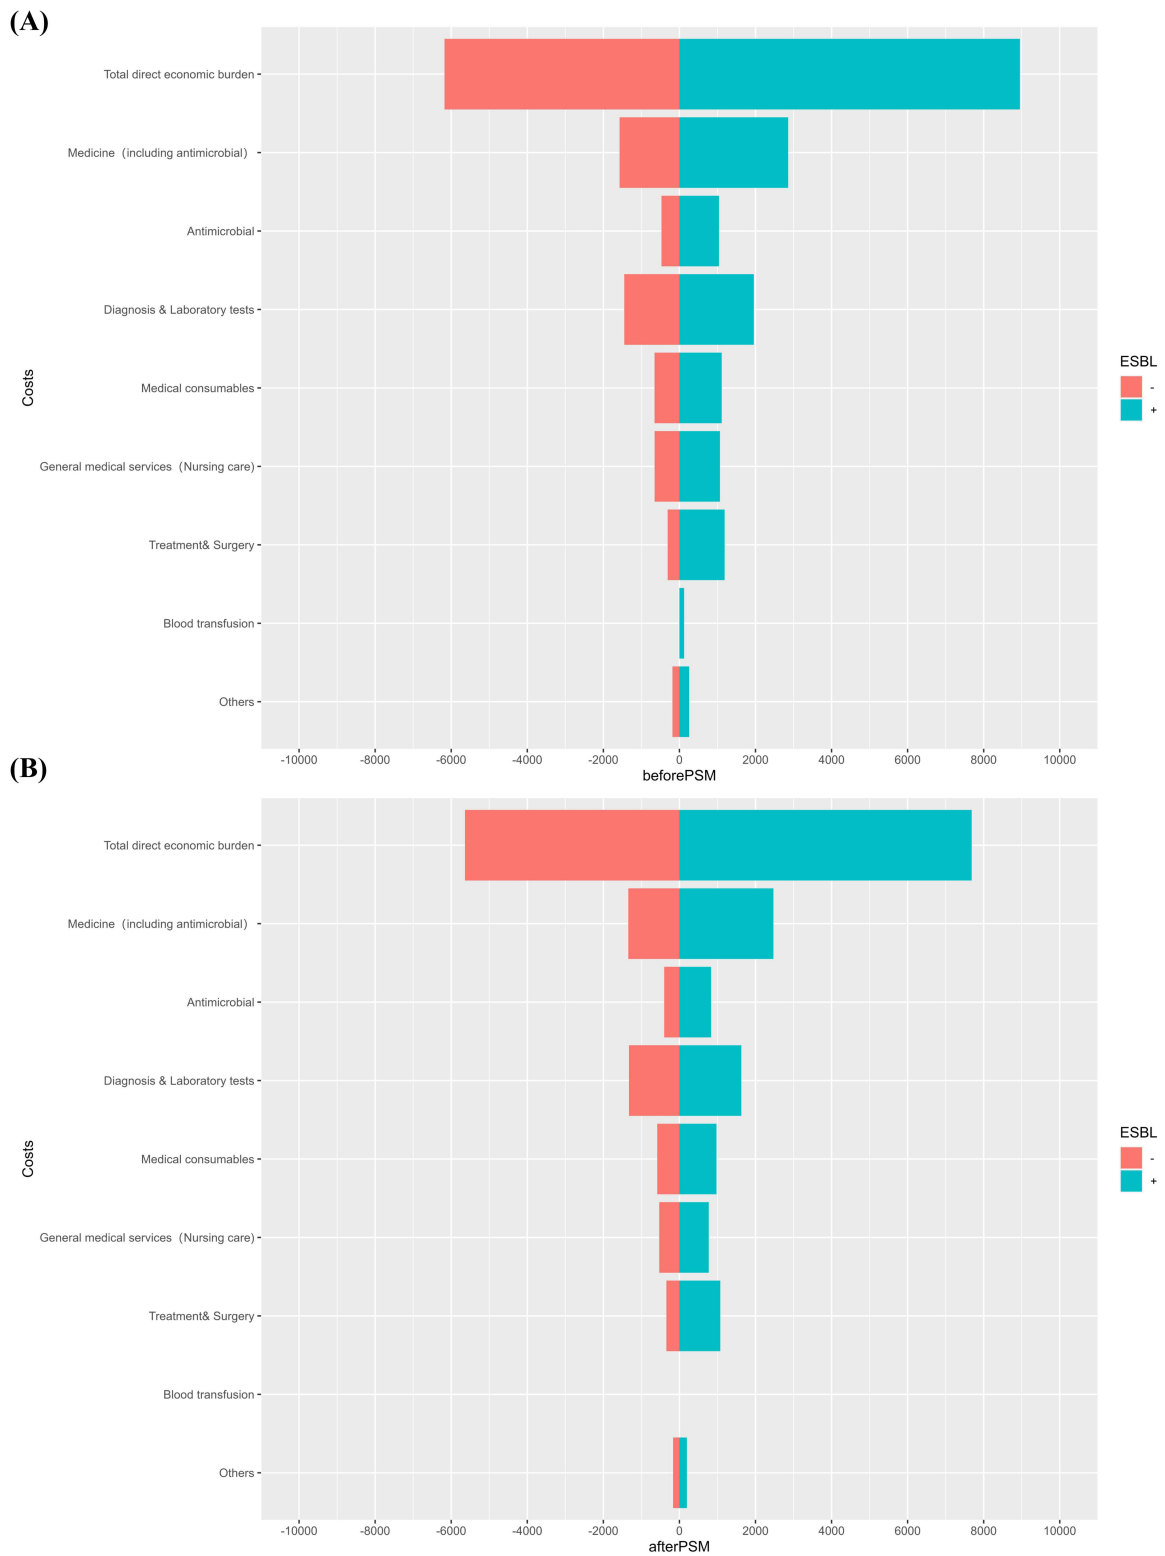 (A)
Total direct economic burden
Medicine（including antimicrobial）
Antimicrobial
Diagnosis & Laboratory tests
Medical consumables
General medical services（Nursing care)
Treatment& Surgery
Blood transfusion
Others
Costs
-10000 -8000 -6000 -4000 -2000 0 2000 4000 6000 8000 10000
beforePSM
ESBL
-
+
(B)
Total direct economic burden
Medicine（including antimicrobial）
Antimicrobial
Diagnosis & Laboratory tests
Medical consumables
General medical services（Nursing care)
Treatment& Surgery
Blood transfusion
Others
Costs
-10000 -8000 -6000 -4000 -2000 0 2000 4000 6000 8000 10000
afterPSM
ESBL
-
+